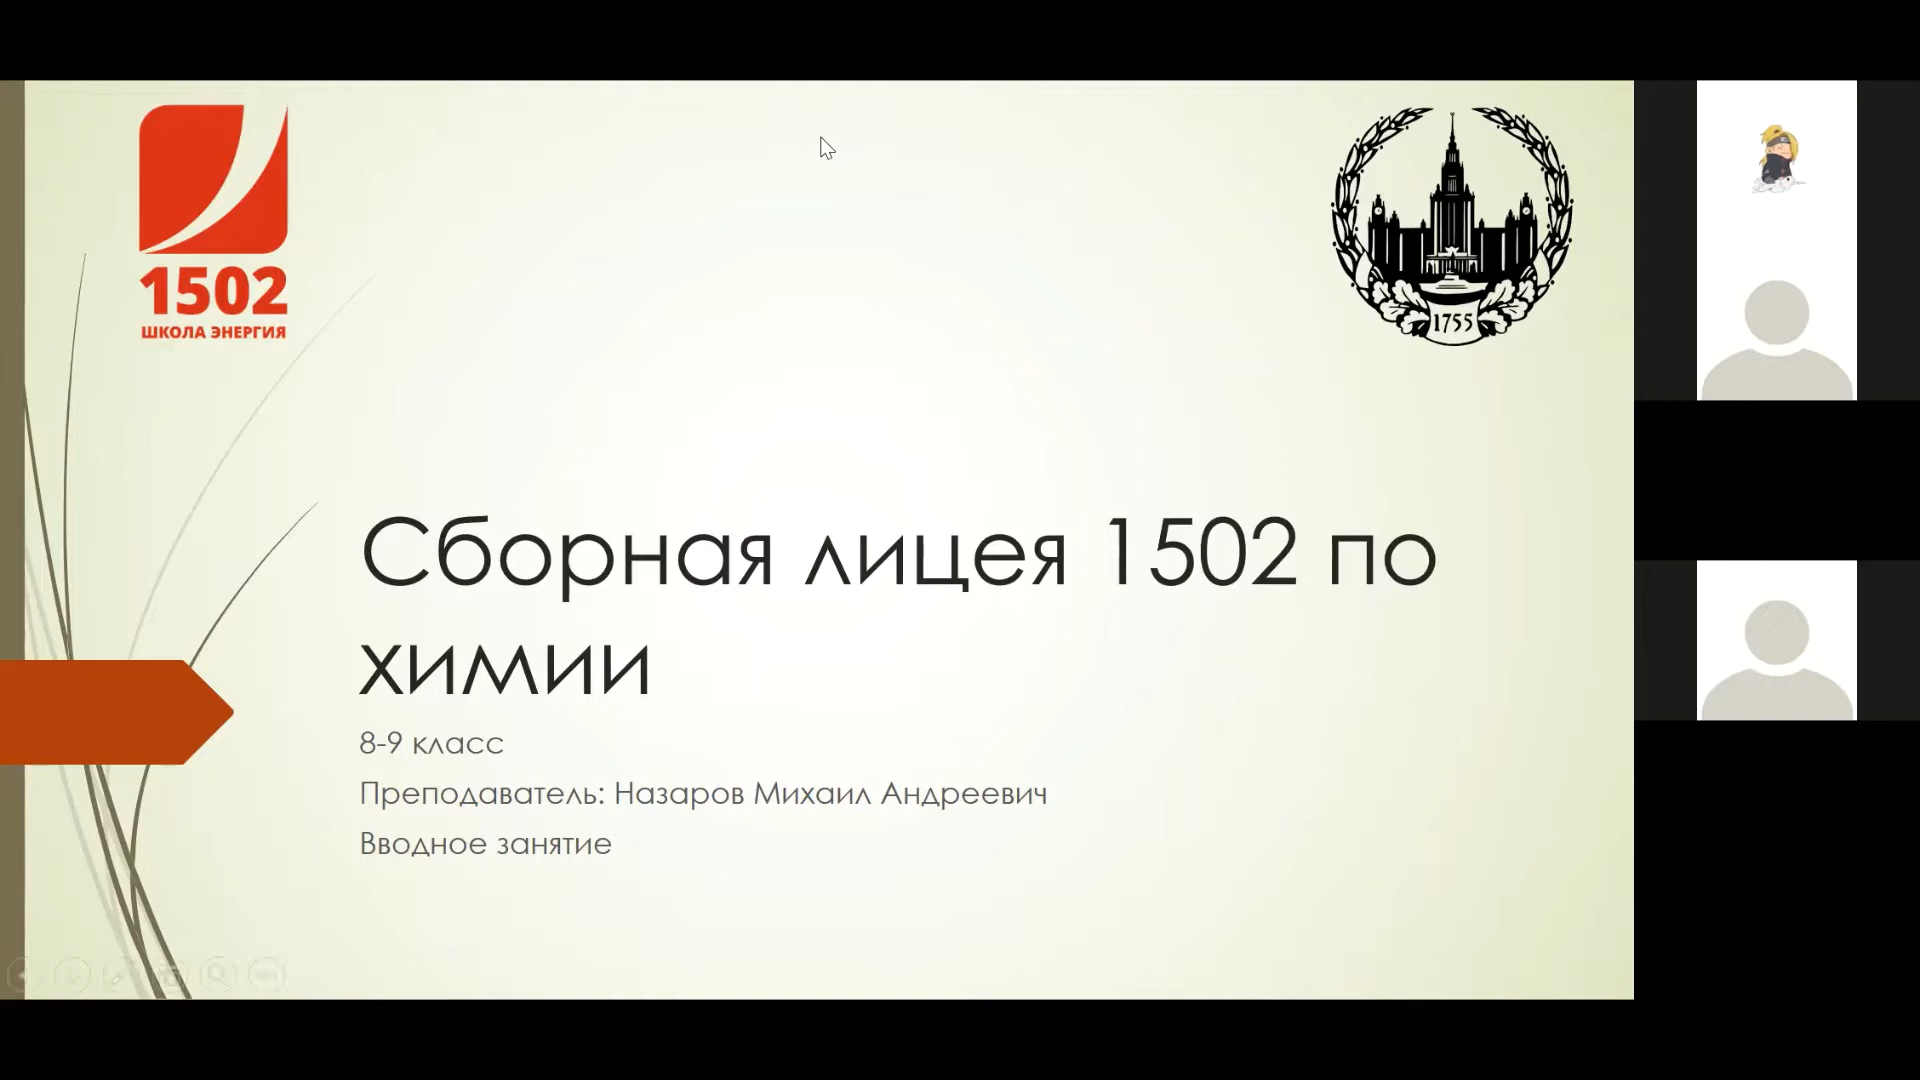 1502
ШКОЛА ЭНЕРГИЯ
1755
Сборная лицея 1502 по
химии
8-9 класс
Преподаватель: Назаров Михаил Андреевич
Вводное занятие